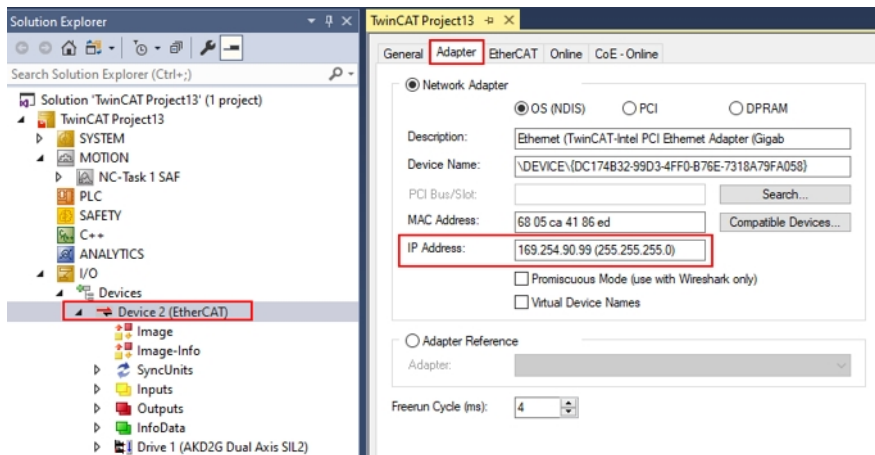 Solution Explorer
Search Solution Explorer (Ctrl+;)
Solution 'TwinCAT Project13' (1 project)
TwinCAT Project13
SYSTEM
MOTION
NC-Task 1 SAF
PLC
SAFETY
C++
ANALYTICS
I/O
Devices
Device 2 (EtherCAT)
Image
Image-Info
SyncUnits
Inputs
Outputs
InfoData
Drive 1 (AKD2G Dual Axis SIL2)
TwinCAT Project13
General Adapter EtherCAT Online CoE - Online
Network Adapter
OS (NDIS) PCI DPRAM
Description: Ethernet (TwinCAT-Intel PCI Ethernet Adapter (Gigab
Device Name: \DEVICE\{DC174B32-99D3-4FF0-B76E-7318A79FA058}
PCI Bus/Slot: Search...
MAC Address: 68 05 ca 41 86 ed Compatible Devices...
IP Address: 169.254.90.99 (255.255.255.0)
Promiscuous Mode (use with Wireshark only)
Virtual Device Names
Adapter Reference
Adapter:
Freerun Cycle (ms): 4